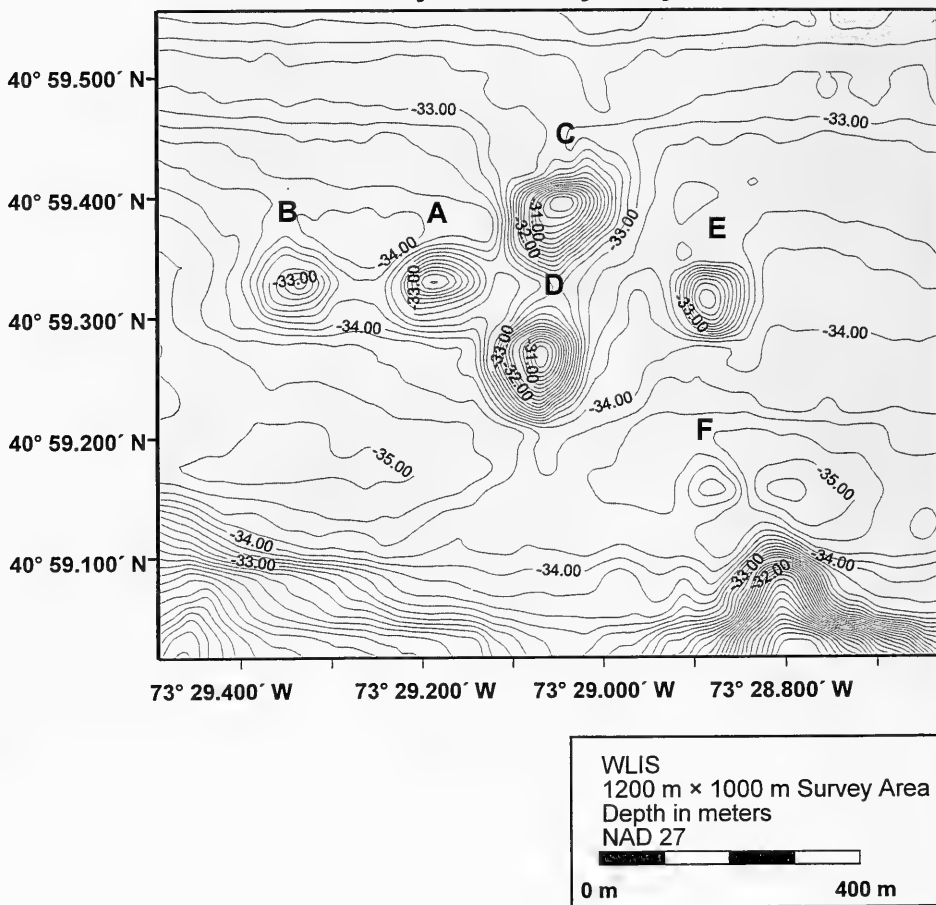 40° 59.500´ N
-33.00
-33.00
C
40° 59.400´ N
B
A
-31.00
-32.00
-33.00
E
-34.00
D
-33.00
-33.00
-33.00
40° 59.300´ N
-34.00
-34.00
-33.00
-32.00
-31.00
-34.00
F
40° 59.200´ N
-35.00
-35.00
-34.00
-33.00
40° 59.100´ N
-34.00
-33.00
-32.00
-34.00
73° 29.400´ W 73° 29.200´ W 73° 29.000´ W 73° 28.800´ W
WLIS
1200 m × 1000 m Survey Area
Depth in meters
NAD 27
0 m 400 m